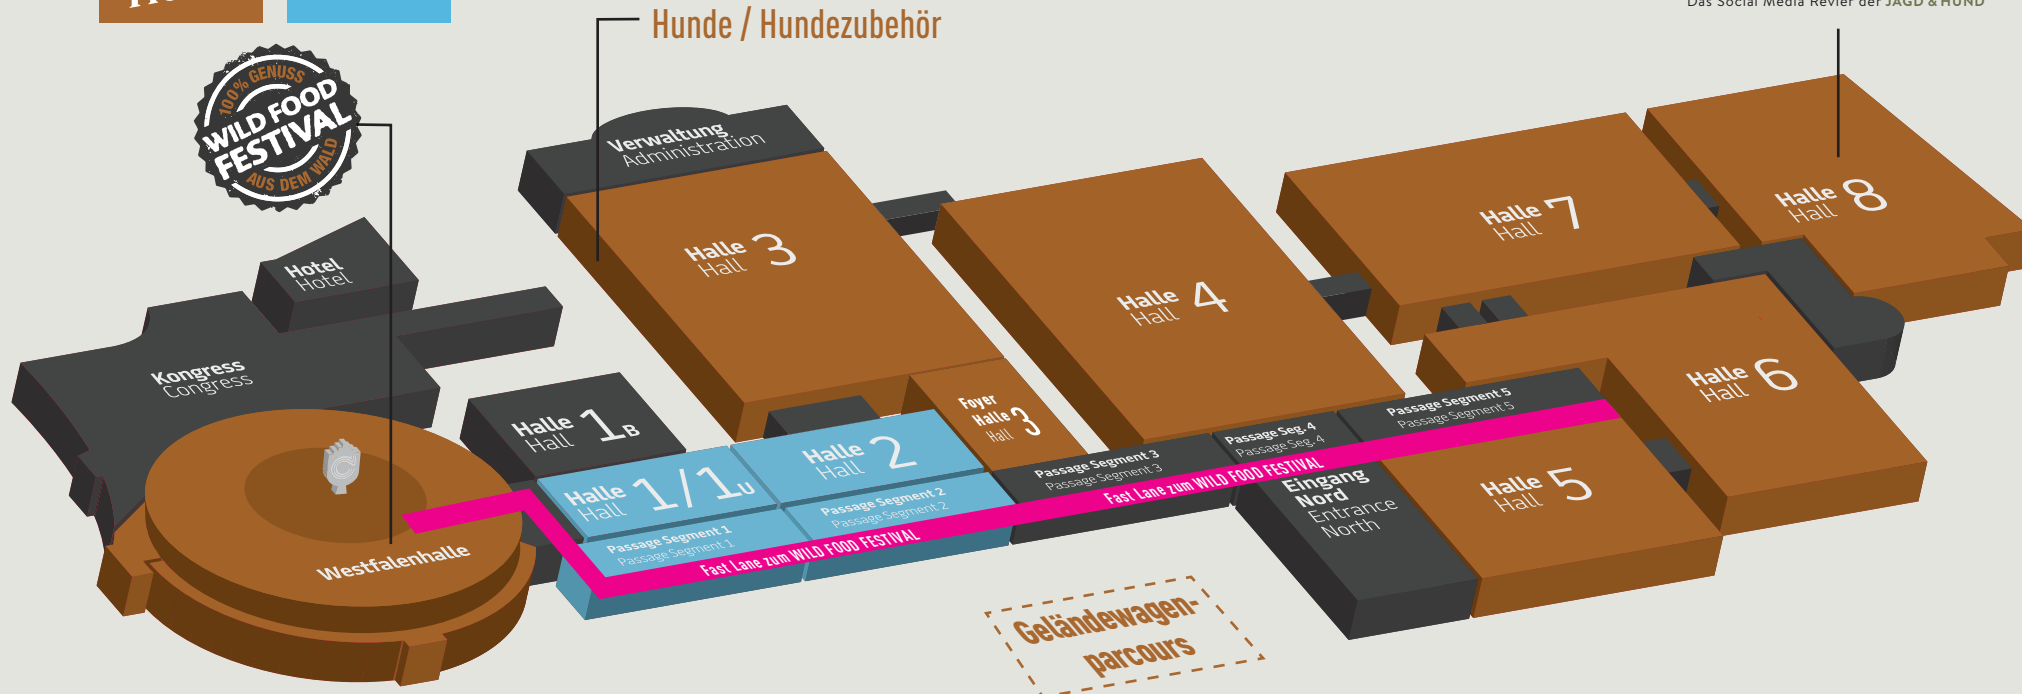 Das Social Media Revier der JAGD & HUND
Hunde / Hundezubehör
100% GENUSS
WILD FOOD
FESTIVAL
AUS DEM WALD
Verwaltung
Administration
Hotel
Hotel
Kongress
Congress
Westfalenhalle
Halle
Hall 1B
Halle
Hall 1/1U
Halle
Hall 2
Halle
Hall 3
Foyer
Halle
Hall 3
Halle
Hall 4
Halle
Hall 7
Halle
Hall 8
Halle
Hall 6
Halle
Hall 5
Passage Segment 1
Passage Segment 1
Passage Segment 2
Passage Segment 2
Passage Segment 3
Passage Segment 3
Passage Seg. 4
Passage Seg. 4
Passage Segment 5
Passage Segment 5
Fast Lane zum WILD FOOD FESTIVAL
Fast Lane zum WILD FOOD FESTIVAL
Eingang
Nord
Entrance
North
Geländewagen-
parcours